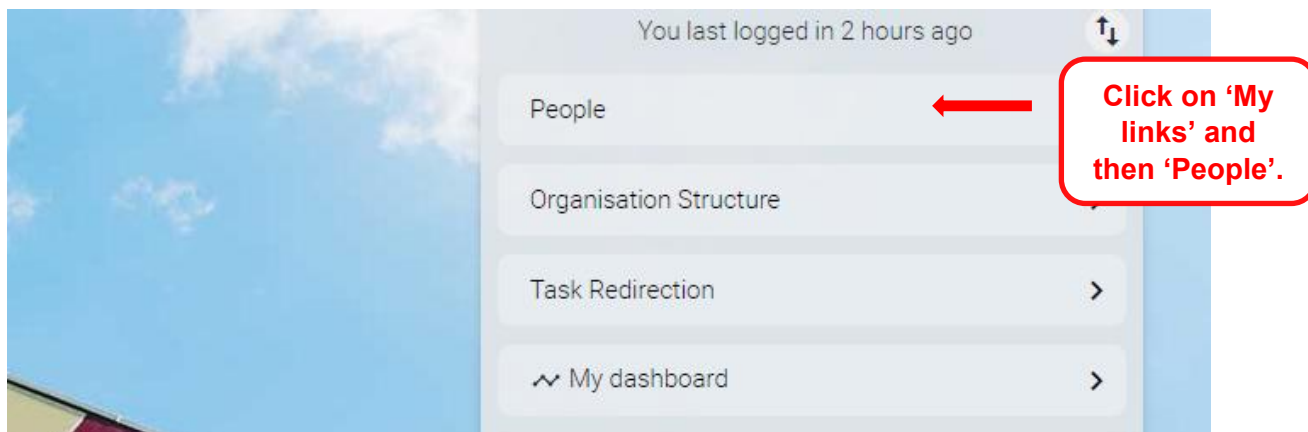 You last logged in 2 hours ago
People
Click on ‘My
links’ and
then ‘People’.
Organisation Structure
Task Redirection
My dashboard